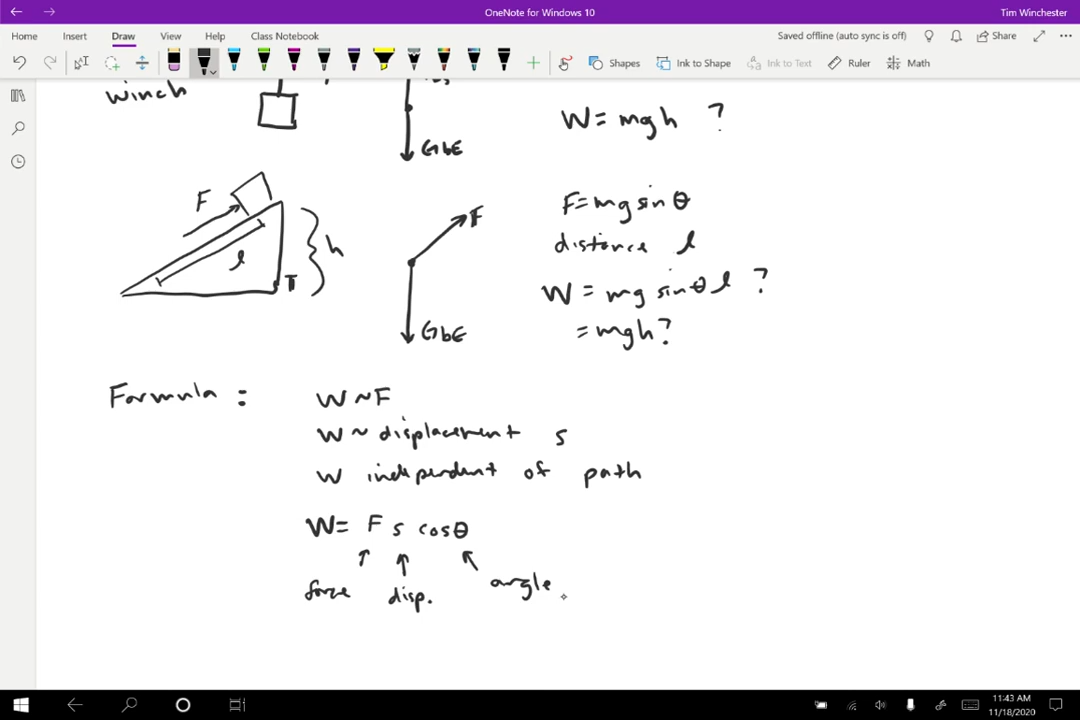 OneNote for Windows 10
Tim Winchester
Home Insert Draw View Help Class Notebook
Saved offline (auto sync is off) Share
Shapes Ink to Shape Ink to Text Ruler Math
winch
GbE
W = mgh ?
F
l
h
F
GbE
F = mg sin θ
distance l
W = mg sin θ l ?
= mgh ?
Formula :
W ~ F
W ~ displacement s
W independent of path
W = F s cos θ
force disp. angle
11:43 AM
11/18/2020